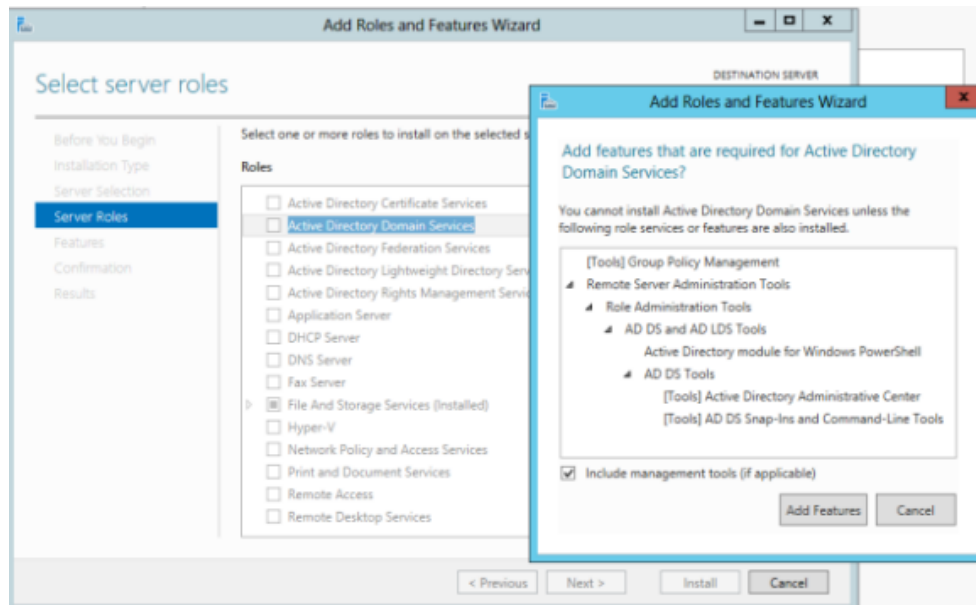 Add Roles and Features Wizard
Select server roles
DESTINATION SERVER
Before You Begin
Installation Type
Server Selection
Server Roles
Features
Confirmation
Results
Select one or more roles to install on the selected
Roles
Active Directory Certificate Services
Active Directory Domain Services
Active Directory Federation Services
Active Directory Lightweight Directory
Active Directory Rights Management
Application Server
DHCP Server
DNS Server
Fax Server
File And Storage Services (Installed)
Hyper-V
Network Policy and Access Services
Print and Document Services
Remote Access
Remote Desktop Services
< Previous
Next >
Install
Cancel
Add Roles and Features Wizard
Add features that are required for Active Directory
Domain Services?
You cannot install Active Directory Domain Services unless the
following role services or features are also installed.
[Tools] Group Policy Management
Remote Server Administration Tools
Role Administration Tools
AD DS and AD LDS Tools
Active Directory module for Windows PowerShell
AD DS Tools
[Tools] Active Directory Administrative Center
[Tools] AD DS Snap-Ins and Command-Line Tools
Include management tools (if applicable)
Add Features
Cancel